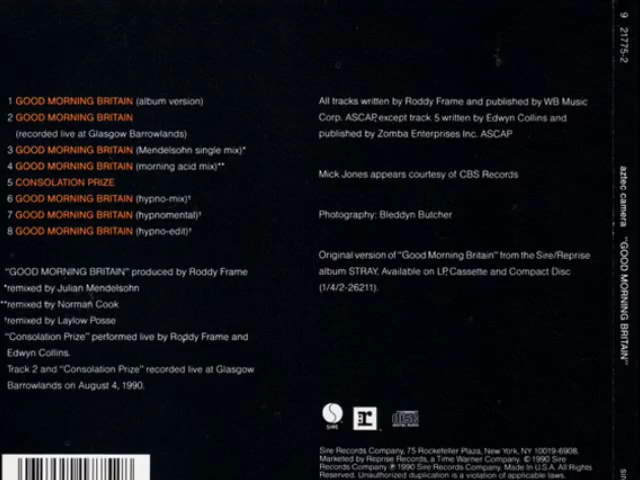 1 GOOD MORNING BRITAIN (album version)
2 GOOD MORNING BRITAIN
(recorded live at Glasgow Barrowlands)
3 GOOD MORNING BRITAIN (Mendelsohn single mix)*
4 GOOD MORNING BRITAIN (morning acid mix)**
5 CONSOLATION PRIZE
6 GOOD MORNING BRITAIN (hypno-mix)†
7 GOOD MORNING BRITAIN (hypnomental)†
8 GOOD MORNING BRITAIN (hypno-edit)†
"GOOD MORNING BRITAIN" produced by Roddy Frame
*remixed by Julian Mendelsohn
**remixed by Norman Cook
†remixed by Laylow Posse
"Consolation Prize" performed live by Roddy Frame and
Edwyn Collins.
Track 2 and "Consolation Prize" recorded live at Glasgow
Barrowlands on August 4, 1990.
All tracks written by Roddy Frame and published by WB Music
Corp. ASCAP, except track 5 written by Edwyn Collins and
published by Zomba Enterprises Inc. ASCAP
Mick Jones appears courtesy of CBS Records
Photography: Bleddyn Butcher
Original version of "Good Morning Britain" from the Sire/Reprise
album STRAY. Available on LP, Cassette and Compact Disc
(1/4/2-26211).
SIRE
r
COMPACT disc DIGITAL AUDIO
Sire Records Company, 75 Rockefeller Plaza, New York, NY 10019-6908.
Marketed by Reprise Records, a Time Warner Company. © 1990 Sire
Records Company ℗ 1990 Sire Records Company. Made in U.S.A. All Rights
Reserved. Unauthorized duplication is a violation of applicable laws.
9 21775-2
aztec camera "GOOD MORNING BRITAIN"